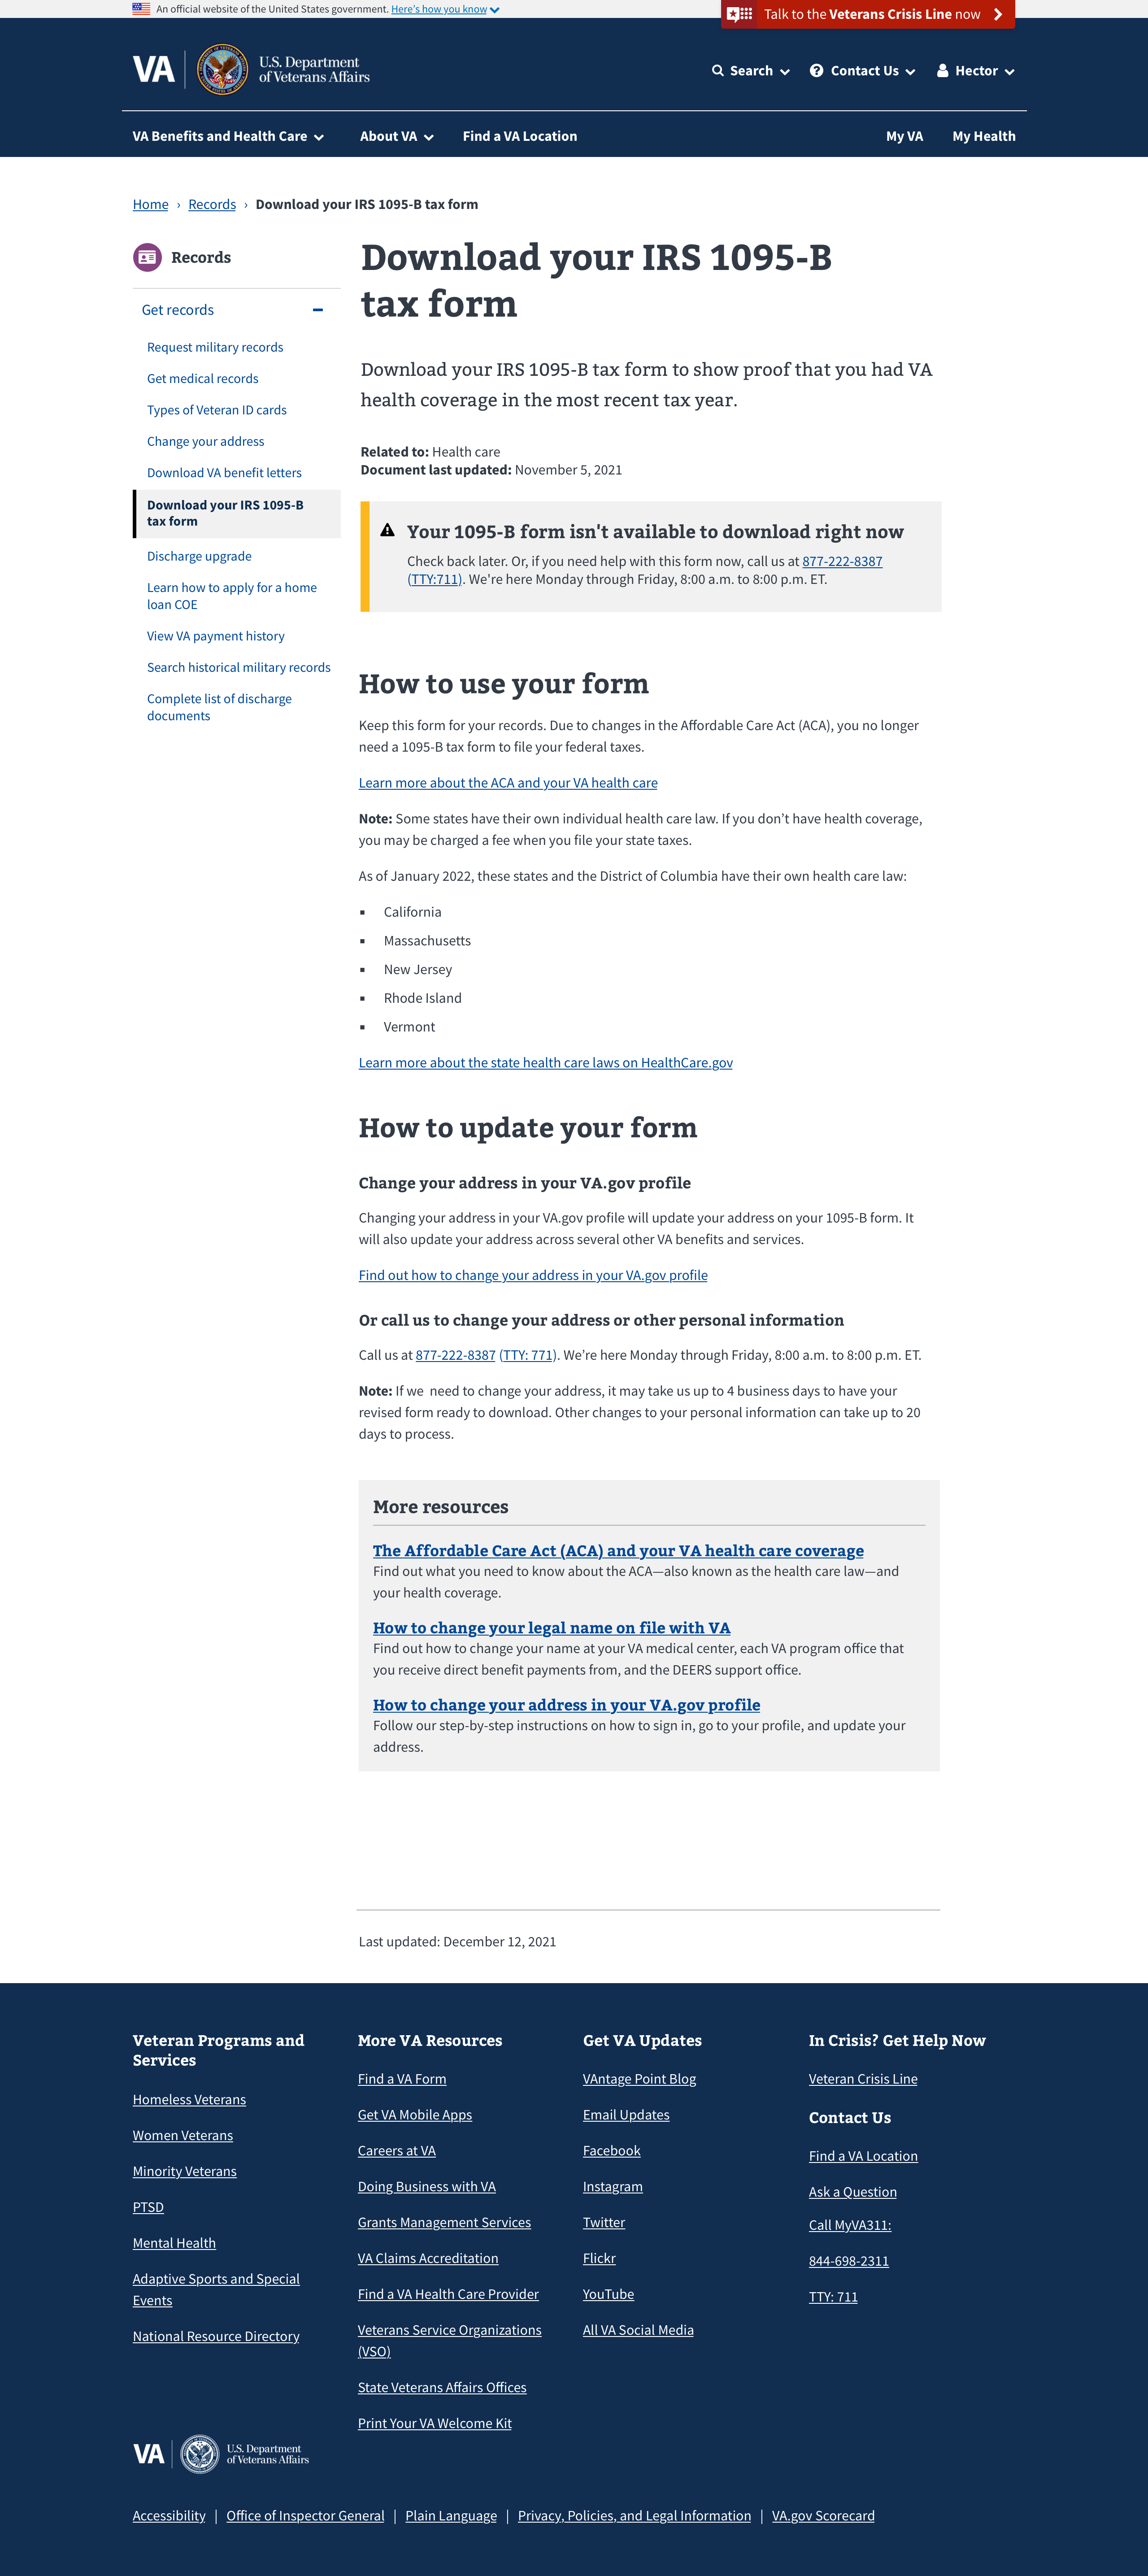 An official website of the United States government. Here's how you know
Talk to the Veterans Crisis Line now
VA
U.S. Department
of Veterans Affairs
Search
Contact Us
Hector
VA Benefits and Health Care
About VA
Find a VA Location
My VA
My Health
Home › Records › Download your IRS 1095-B tax form
Records
Get records
Request military records
Get medical records
Types of Veteran ID cards
Change your address
Download VA benefit letters
Download your IRS 1095-B
tax form
Discharge upgrade
Learn how to apply for a home
loan COE
View VA payment history
Search historical military records
Complete list of discharge
documents
Download your IRS 1095-B
tax form
Download your IRS 1095-B tax form to show proof that you had VA
health coverage in the most recent tax year.
Related to: Health care
Document last updated: November 5, 2021
Your 1095-B form isn't available to download right now
Check back later. Or, if you need help with this form now, call us at 877-222-8387
(TTY:711). We're here Monday through Friday, 8:00 a.m. to 8:00 p.m. ET.
How to use your form
Keep this form for your records. Due to changes in the Affordable Care Act (ACA), you no longer
need a 1095-B tax form to file your federal taxes.
Learn more about the ACA and your VA health care
Note: Some states have their own individual health care law. If you don’t have health coverage,
you may be charged a fee when you file your state taxes.
As of January 2022, these states and the District of Columbia have their own health care law:
▪ California
▪ Massachusetts
▪ New Jersey
▪ Rhode Island
▪ Vermont
Learn more about the state health care laws on HealthCare.gov
How to update your form
Change your address in your VA.gov profile
Changing your address in your VA.gov profile will update your address on your 1095-B form. It
will also update your address across several other VA benefits and services.
Find out how to change your address in your VA.gov profile
Or call us to change your address or other personal information
Call us at 877-222-8387 (TTY: 771). We’re here Monday through Friday, 8:00 a.m. to 8:00 p.m. ET.
Note: If we  need to change your address, it may take us up to 4 business days to have your
revised form ready to download. Other changes to your personal information can take up to 20
days to process.
More resources
The Affordable Care Act (ACA) and your VA health care coverage
Find out what you need to know about the ACA—also known as the health care law—and
your health coverage.
How to change your legal name on file with VA
Find out how to change your name at your VA medical center, each VA program office that
you receive direct benefit payments from, and the DEERS support office.
How to change your address in your VA.gov profile
Follow our step-by-step instructions on how to sign in, go to your profile, and update your
address.
Last updated: December 12, 2021
Veteran Programs and
Services
Homeless Veterans
Women Veterans
Minority Veterans
PTSD
Mental Health
Adaptive Sports and Special
Events
National Resource Directory
More VA Resources
Find a VA Form
Get VA Mobile Apps
Careers at VA
Doing Business with VA
Grants Management Services
VA Claims Accreditation
Find a VA Health Care Provider
Veterans Service Organizations
(VSO)
State Veterans Affairs Offices
Print Your VA Welcome Kit
Get VA Updates
VAntage Point Blog
Email Updates
Facebook
Instagram
Twitter
Flickr
YouTube
All VA Social Media
In Crisis? Get Help Now
Veteran Crisis Line
Contact Us
Find a VA Location
Ask a Question
Call MyVA311:
844-698-2311
TTY: 711
VA
U.S. Department
of Veterans Affairs
Accessibility | Office of Inspector General | Plain Language | Privacy, Policies, and Legal Information | VA.gov Scorecard